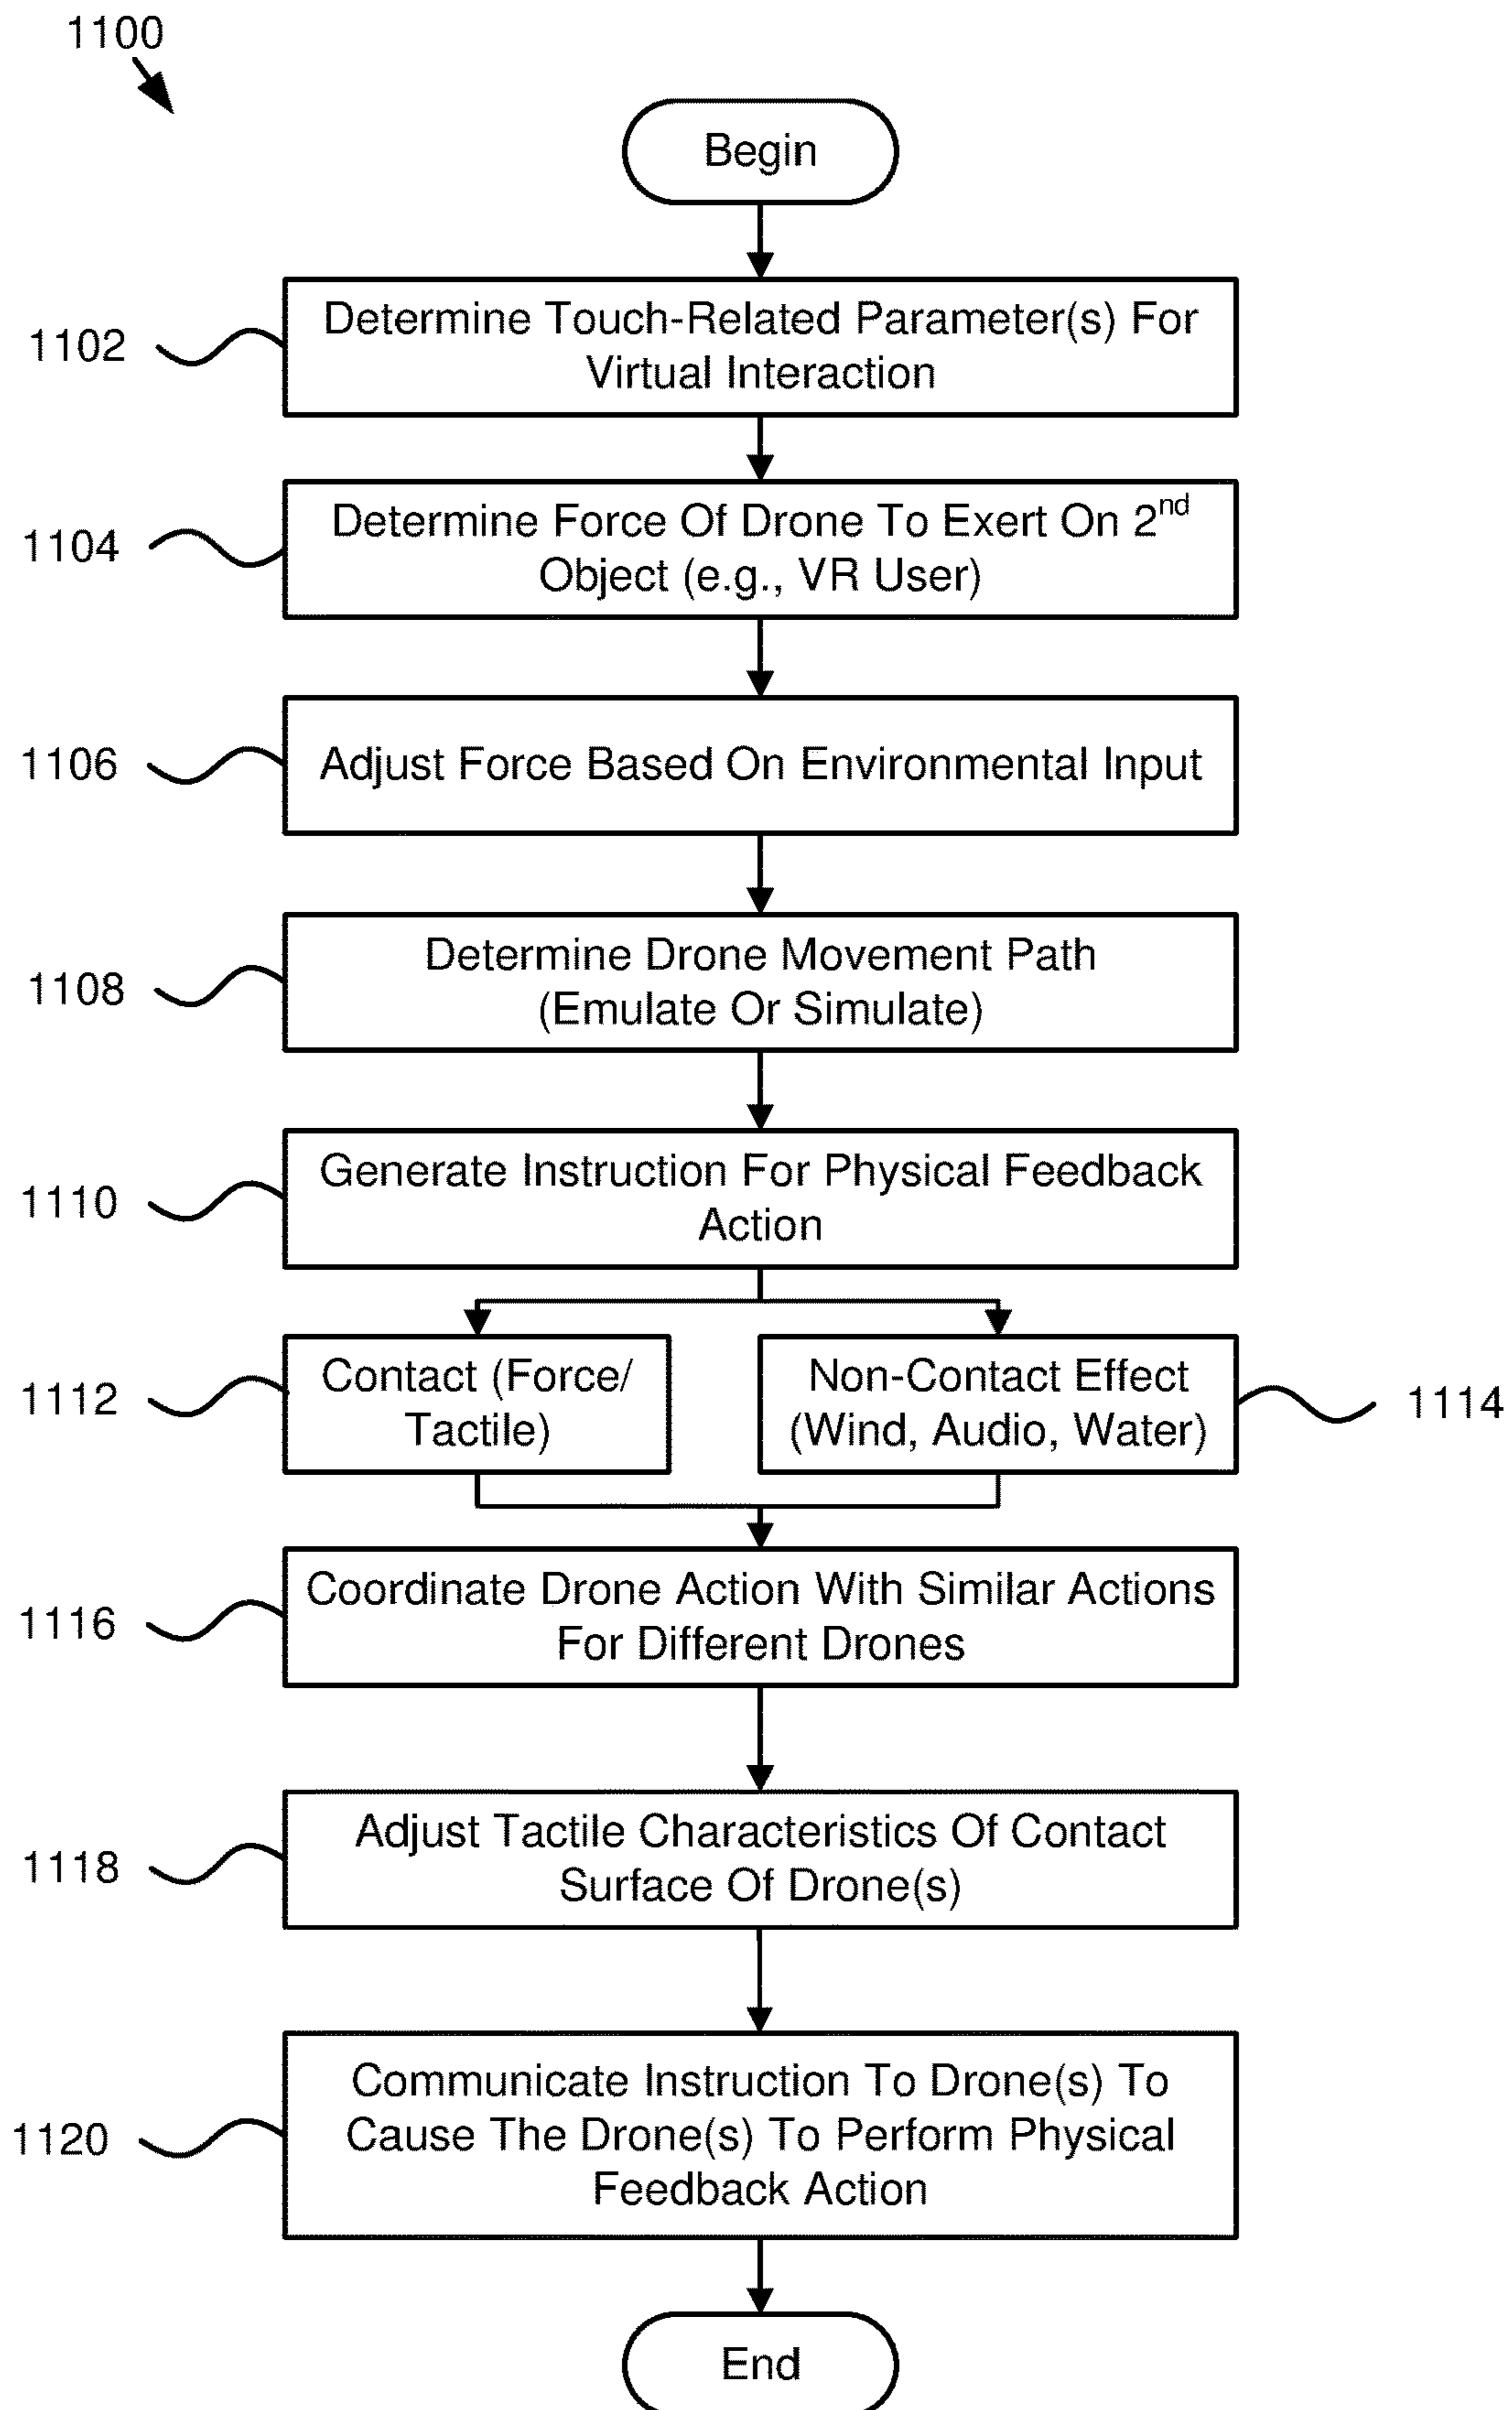 1100
Begin
1102
Determine Touch-Related Parameter(s) For
Virtual Interaction
1104
Determine Force Of Drone To Exert On 2nd
Object (e.g., VR User)
1106
Adjust Force Based On Environmental Input
1108
Determine Drone Movement Path
(Emulate Or Simulate)
1110
Generate Instruction For Physical Feedback
Action
1112
Contact (Force/
Tactile)
Non-Contact Effect
(Wind, Audio, Water)
1114
1116
Coordinate Drone Action With Similar Actions
For Different Drones
1118
Adjust Tactile Characteristics Of Contact
Surface Of Drone(s)
1120
Communicate Instruction To Drone(s) To
Cause The Drone(s) To Perform Physical
Feedback Action
End